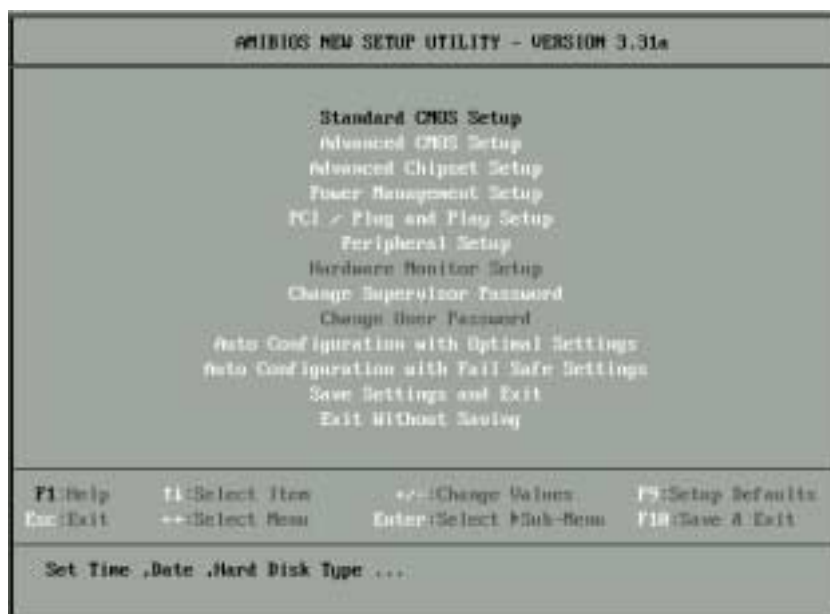 AMIBIOS NEW SETUP UTILITY - VERSION 3.31a
Standard CMOS Setup
Advanced CMOS Setup
Advanced Chipset Setup
Power Management Setup
PCI / Plug and Play Setup
Peripheral Setup
Hardware Monitor Setup
Change Supervisor Password
Change User Password
Auto Configuration with Optimal Settings
Auto Configuration with Fail Safe Settings
Save Settings and Exit
Exit Without Saving
F1:Help ↑↓:Select Item +/-:Change Values F9:Setup Defaults
Esc:Exit ←→:Select Menu Enter:Select ▶Sub-Menu F10:Save & Exit
Set Time ,Date ,Hard Disk Type ...